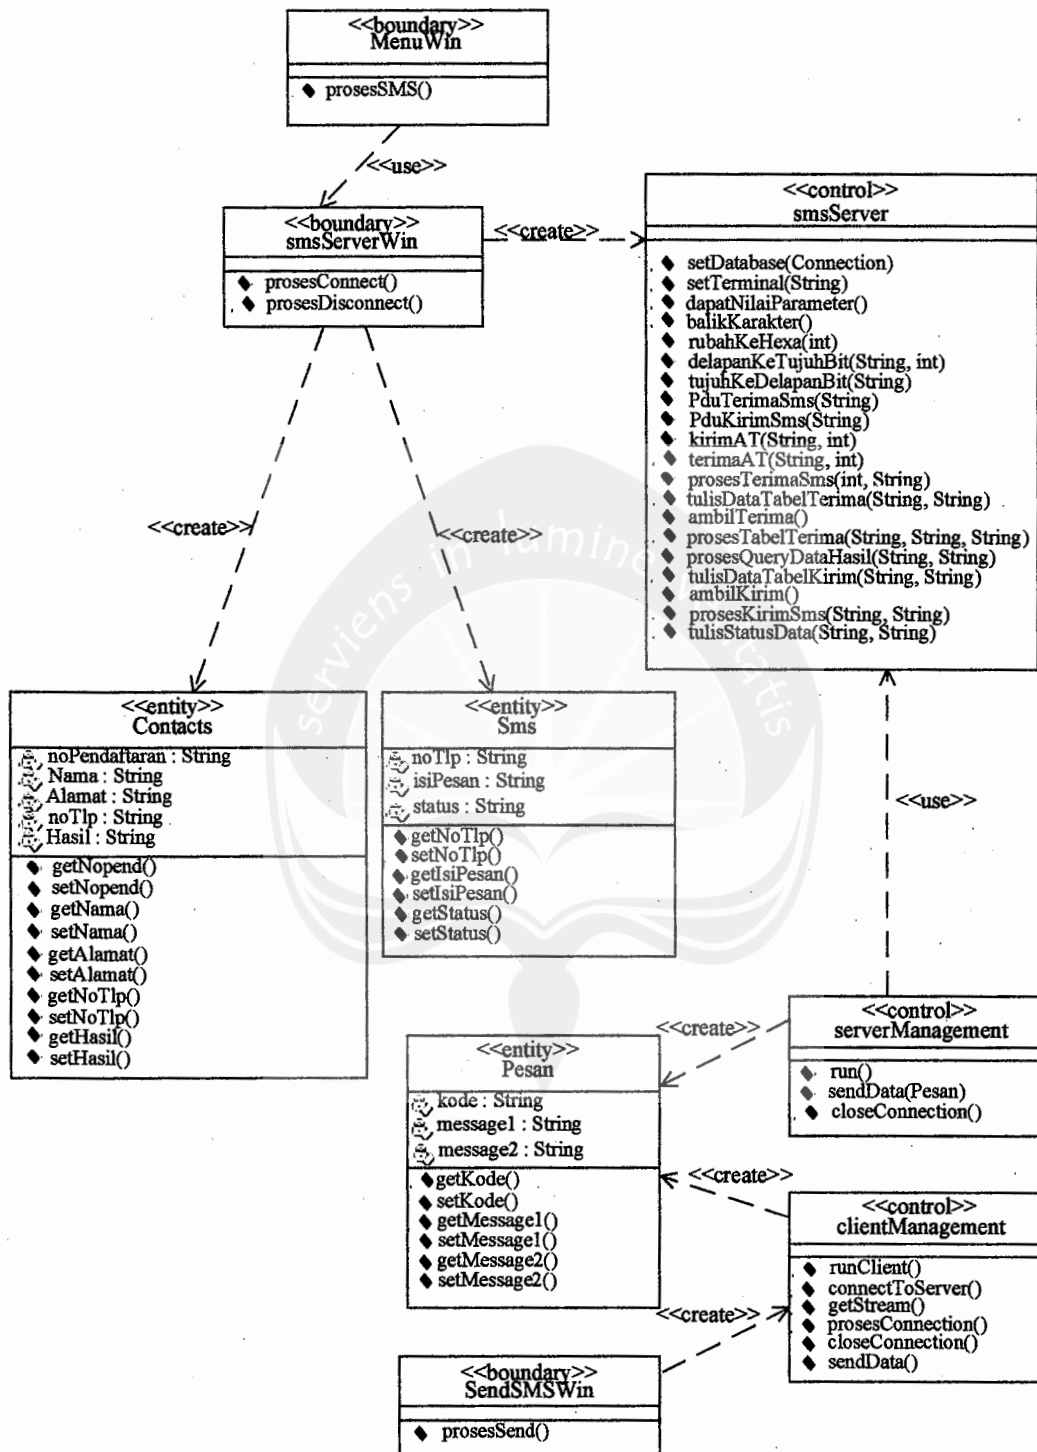 <<boundary>>
MenuWin
prosesSMS()
<<use>>
<<boundary>>
smsServerWin
prosesConnect()
prosesDisconnect()
<<create>>
<<control>>
smsServer
setDatabase(Connection)
setTerminal(String)
dapatNilaiParameter()
balikKarakter()
rubahKeHexa(int)
delapanKeTujuhBit(String, int)
tujuhKeDelapanBit(String)
PduTerimaSms(String)
PduKirimSms(String)
kirimAT(String, int)
terimaAT(String, int)
prosesTerimaSms(int, String)
tulisDataTabelTerima(String, String)
ambilTerima()
prosesTabelTerima(String, String, String)
prosesQueryDataHasil(String, String)
tulisDataTabelKirim(String, String)
ambilKirim()
prosesKirimSms(String, String)
tulisStatusData(String, String)
<<create>>
<<create>>
serviens in lumine veritatis
<<entity>>
Contacts
noPendaftaran : String
Nama : String
Alamat : String
noTlp : String
Hasil : String
getNopend()
setNopend()
getNama()
setNama()
getAlamat()
setAlamat()
getNoTlp()
setNoTlp()
getHasil()
setHasil()
<<entity>>
Sms
noTlp : String
isiPesan : String
status : String
getNoTlp()
setNoTlp()
getIsiPesan()
setIsiPesan()
getStatus()
setStatus()
<<use>>
<<control>>
serverManagement
run()
sendData(Pesan)
closeConnection()
<<create>>
<<entity>>
Pesan
kode : String
message1 : String
message2 : String
getKode()
setKode()
getMessage1()
setMessage1()
getMessage2()
setMessage2()
<<create>>
<<control>>
clientManagement
runClient()
connectToServer()
getStream()
prosesConnection()
closeConnection()
sendData()
<<create>>
<<boundary>>
SendSMSWin
prosesSend()